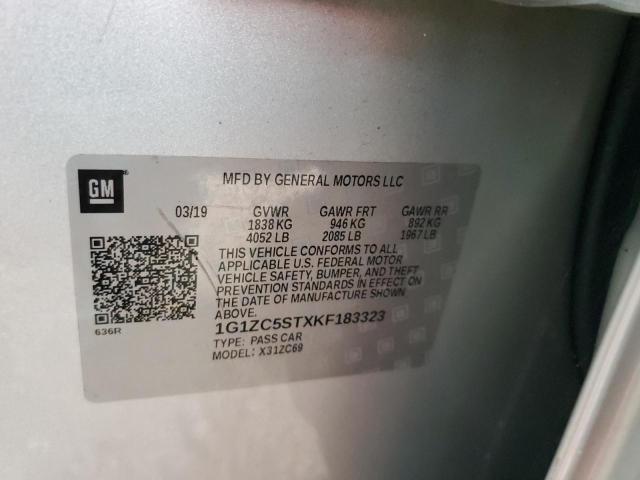 GM
MFD BY GENERAL MOTORS LLC
03/19 GVWR GAWR FRT GAWR RR
1838 KG 946 KG 892 KG
4052 LB 2085 LB 1967 LB
THIS VEHICLE CONFORMS TO ALL
APPLICABLE U.S. FEDERAL MOTOR
VEHICLE SAFETY, BUMPER, AND THEFT
PREVENTION STANDARDS IN EFFECT ON
THE DATE OF MANUFACTURE SHOWN
ABOVE.
636R
1G1ZC5STXKF183323
TYPE: PASS CAR
MODEL: X31ZC69